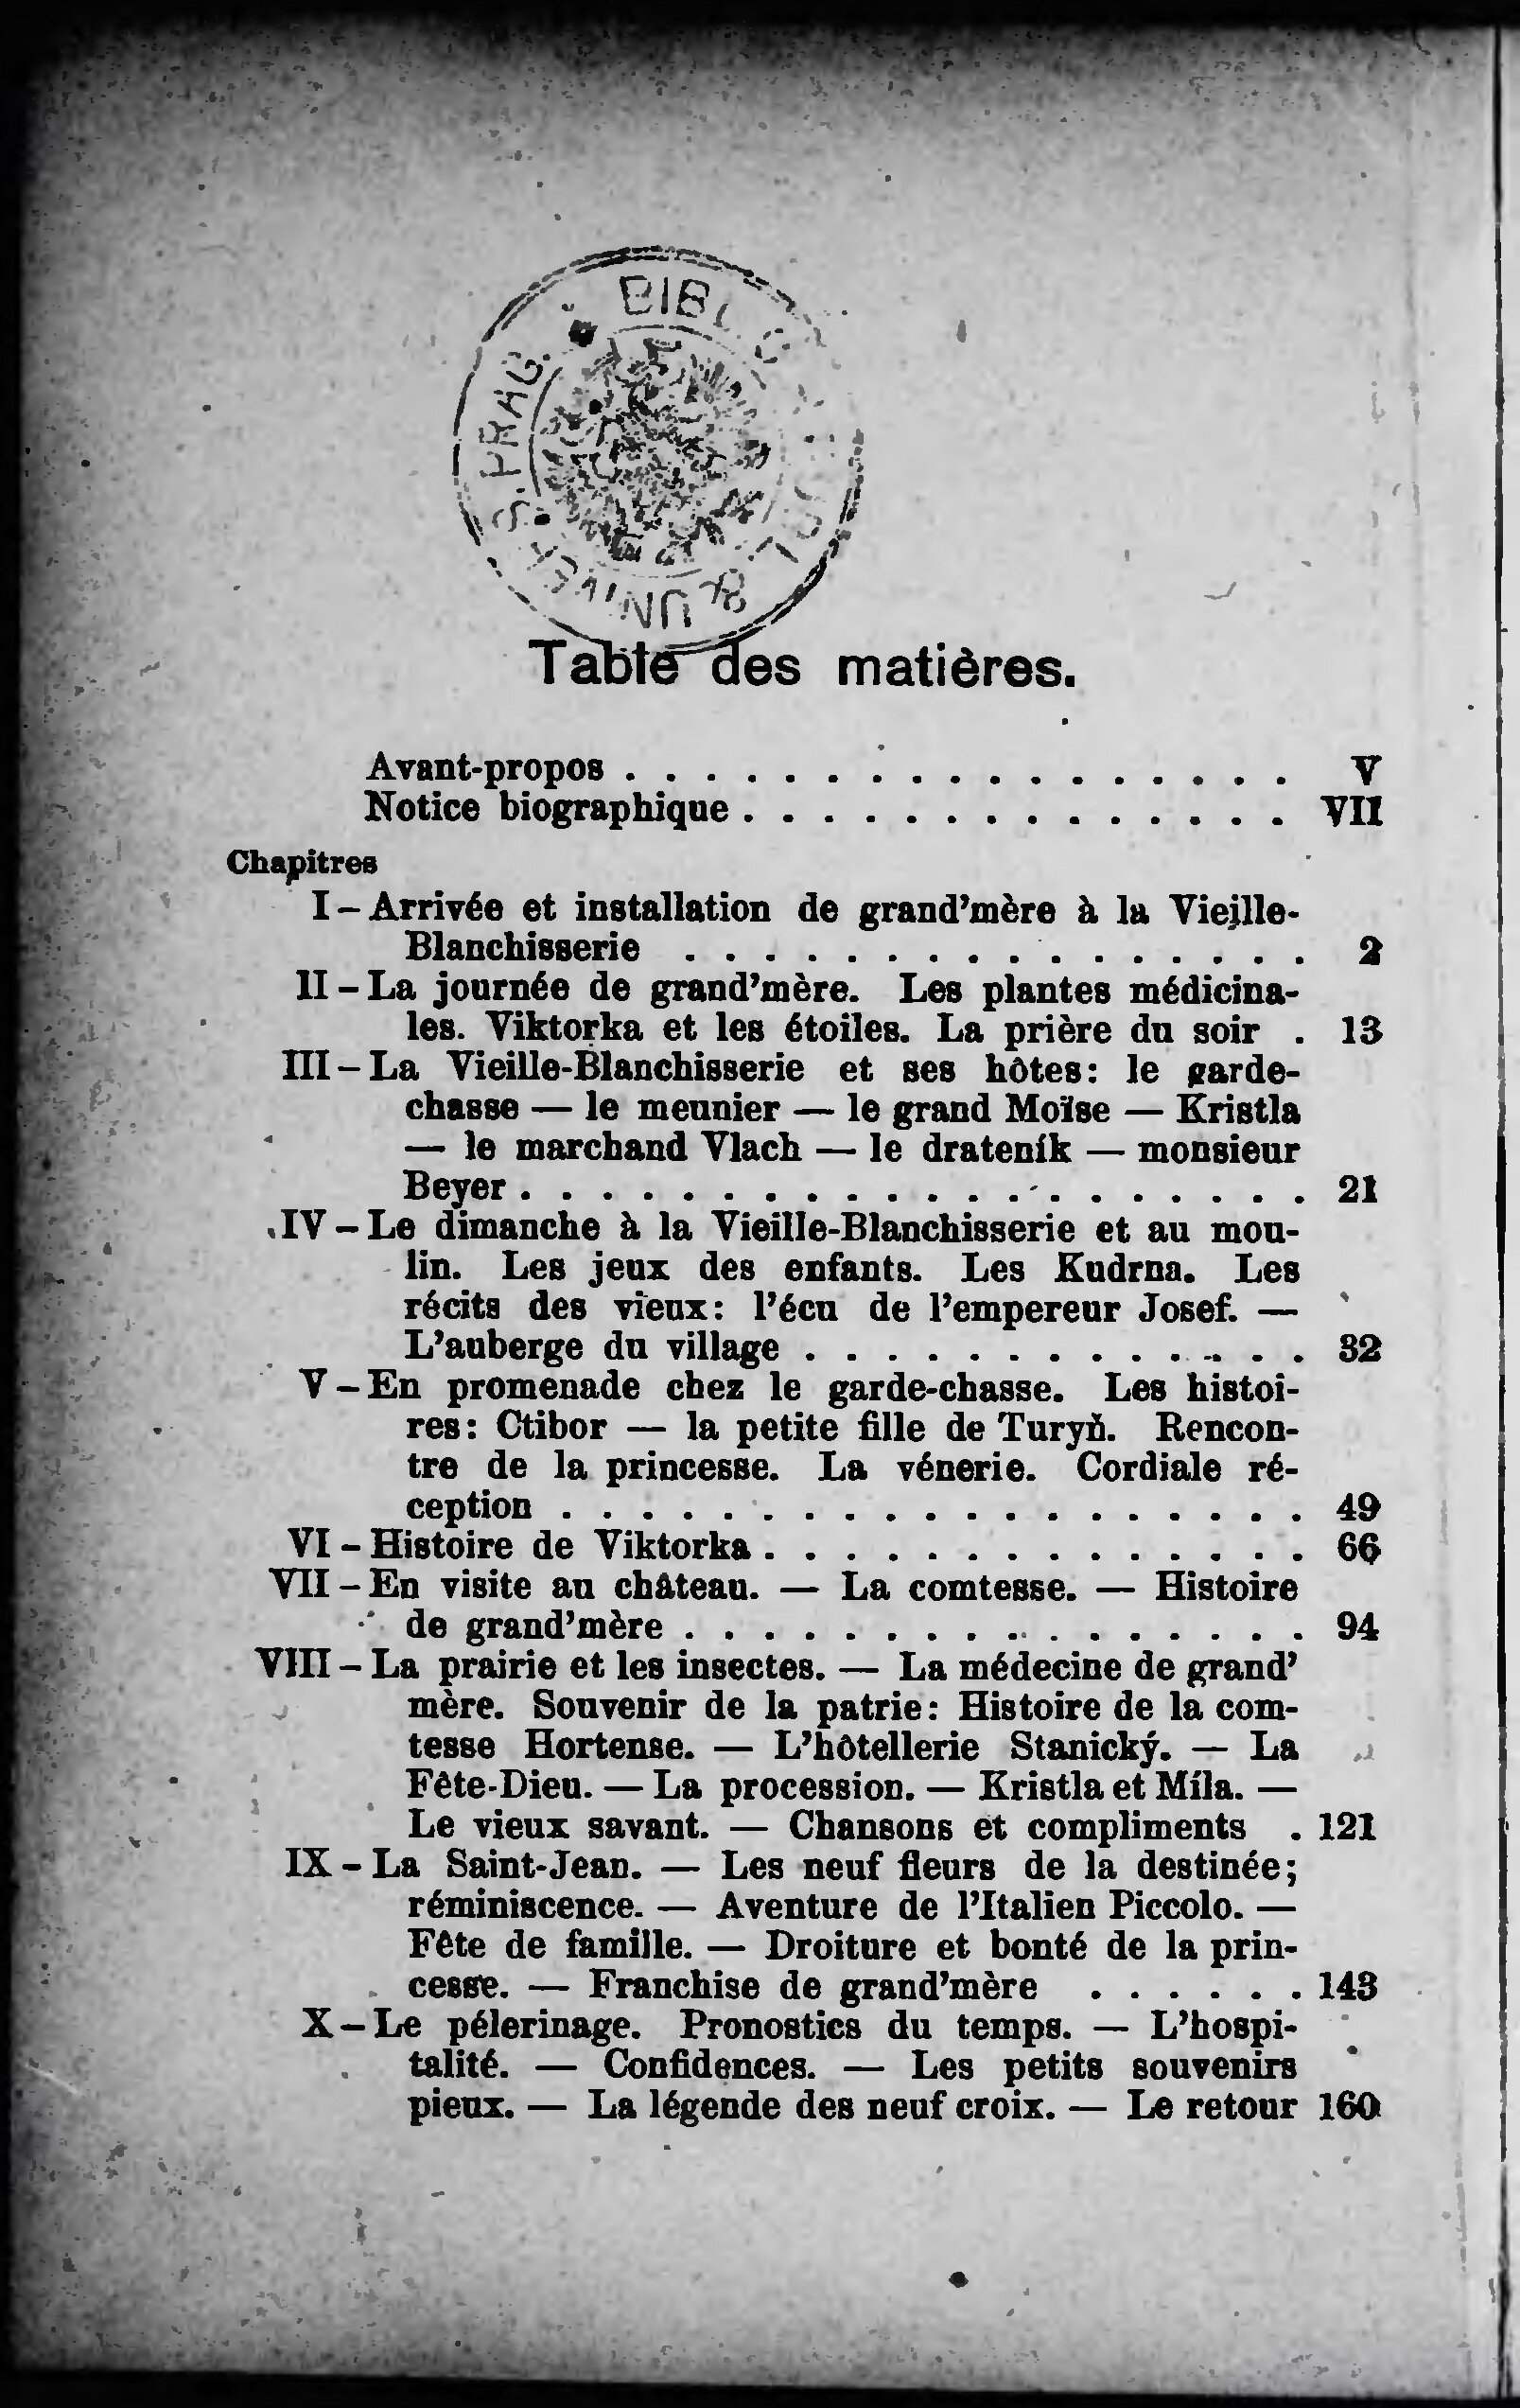 PRAG.
Table des matières.
Avant-propos . . . . . . . . . . . . . . . . . V
Notice biographique . . . . . . . . . . . . . . VII
Chapitres
I – Arrivée et installation de grand'mère à la Vieille-
Blanchisserie . . . . . . . . . . . . . . . . 2
II – La journée de grand'mère. Les plantes médicina-
les. Viktorka et les étoiles. La prière du soir . 13
III – La Vieille-Blanchisserie et ses hôtes: le garde-
chasse — le meunier — le grand Moïse — Kristla
— le marchand Vlach — le drateník — monsieur
Beyer . . . . . . . . . . . . . . . . . . . . 21
IV – Le dimanche à la Vieille-Blanchisserie et au mou-
lin. Les jeux des enfants. Les Kudrna. Les
récits des vieux: l'écu de l'empereur Josef. —
L'auberge du village . . . . . . . . . . . . . 32
V – En promenade chez le garde-chasse. Les histoi-
res: Ctibor — la petite fille de Turyň. Rencon-
tre de la princesse. La vénerie. Cordiale ré-
ception . . . . . . . . . . . . . . . . . . . 49
VI – Histoire de Viktorka . . . . . . . . . . . . . . 66
VII – En visite au château. — La comtesse. — Histoire
de grand'mère . . . . . . . . . . . . . . . . 94
VIII – La prairie et les insectes. — La médecine de grand'
mère. Souvenir de la patrie: Histoire de la com-
tesse Hortense. — L'hôtellerie Stanický. — La
Fête-Dieu. — La procession. — Kristla et Míla. —
Le vieux savant. — Chansons et compliments . 121
IX – La Saint-Jean. — Les neuf fleurs de la destinée;
réminiscence. — Aventure de l'Italien Piccolo. —
Fête de famille. — Droiture et bonté de la prin-
cesse. — Franchise de grand'mère . . . . . . 143
X – Le pélerinage. Pronostics du temps. — L'hospi-
talité. — Confidences. — Les petits souvenirs
pieux. — La légende des neuf croix. — Le retour 160